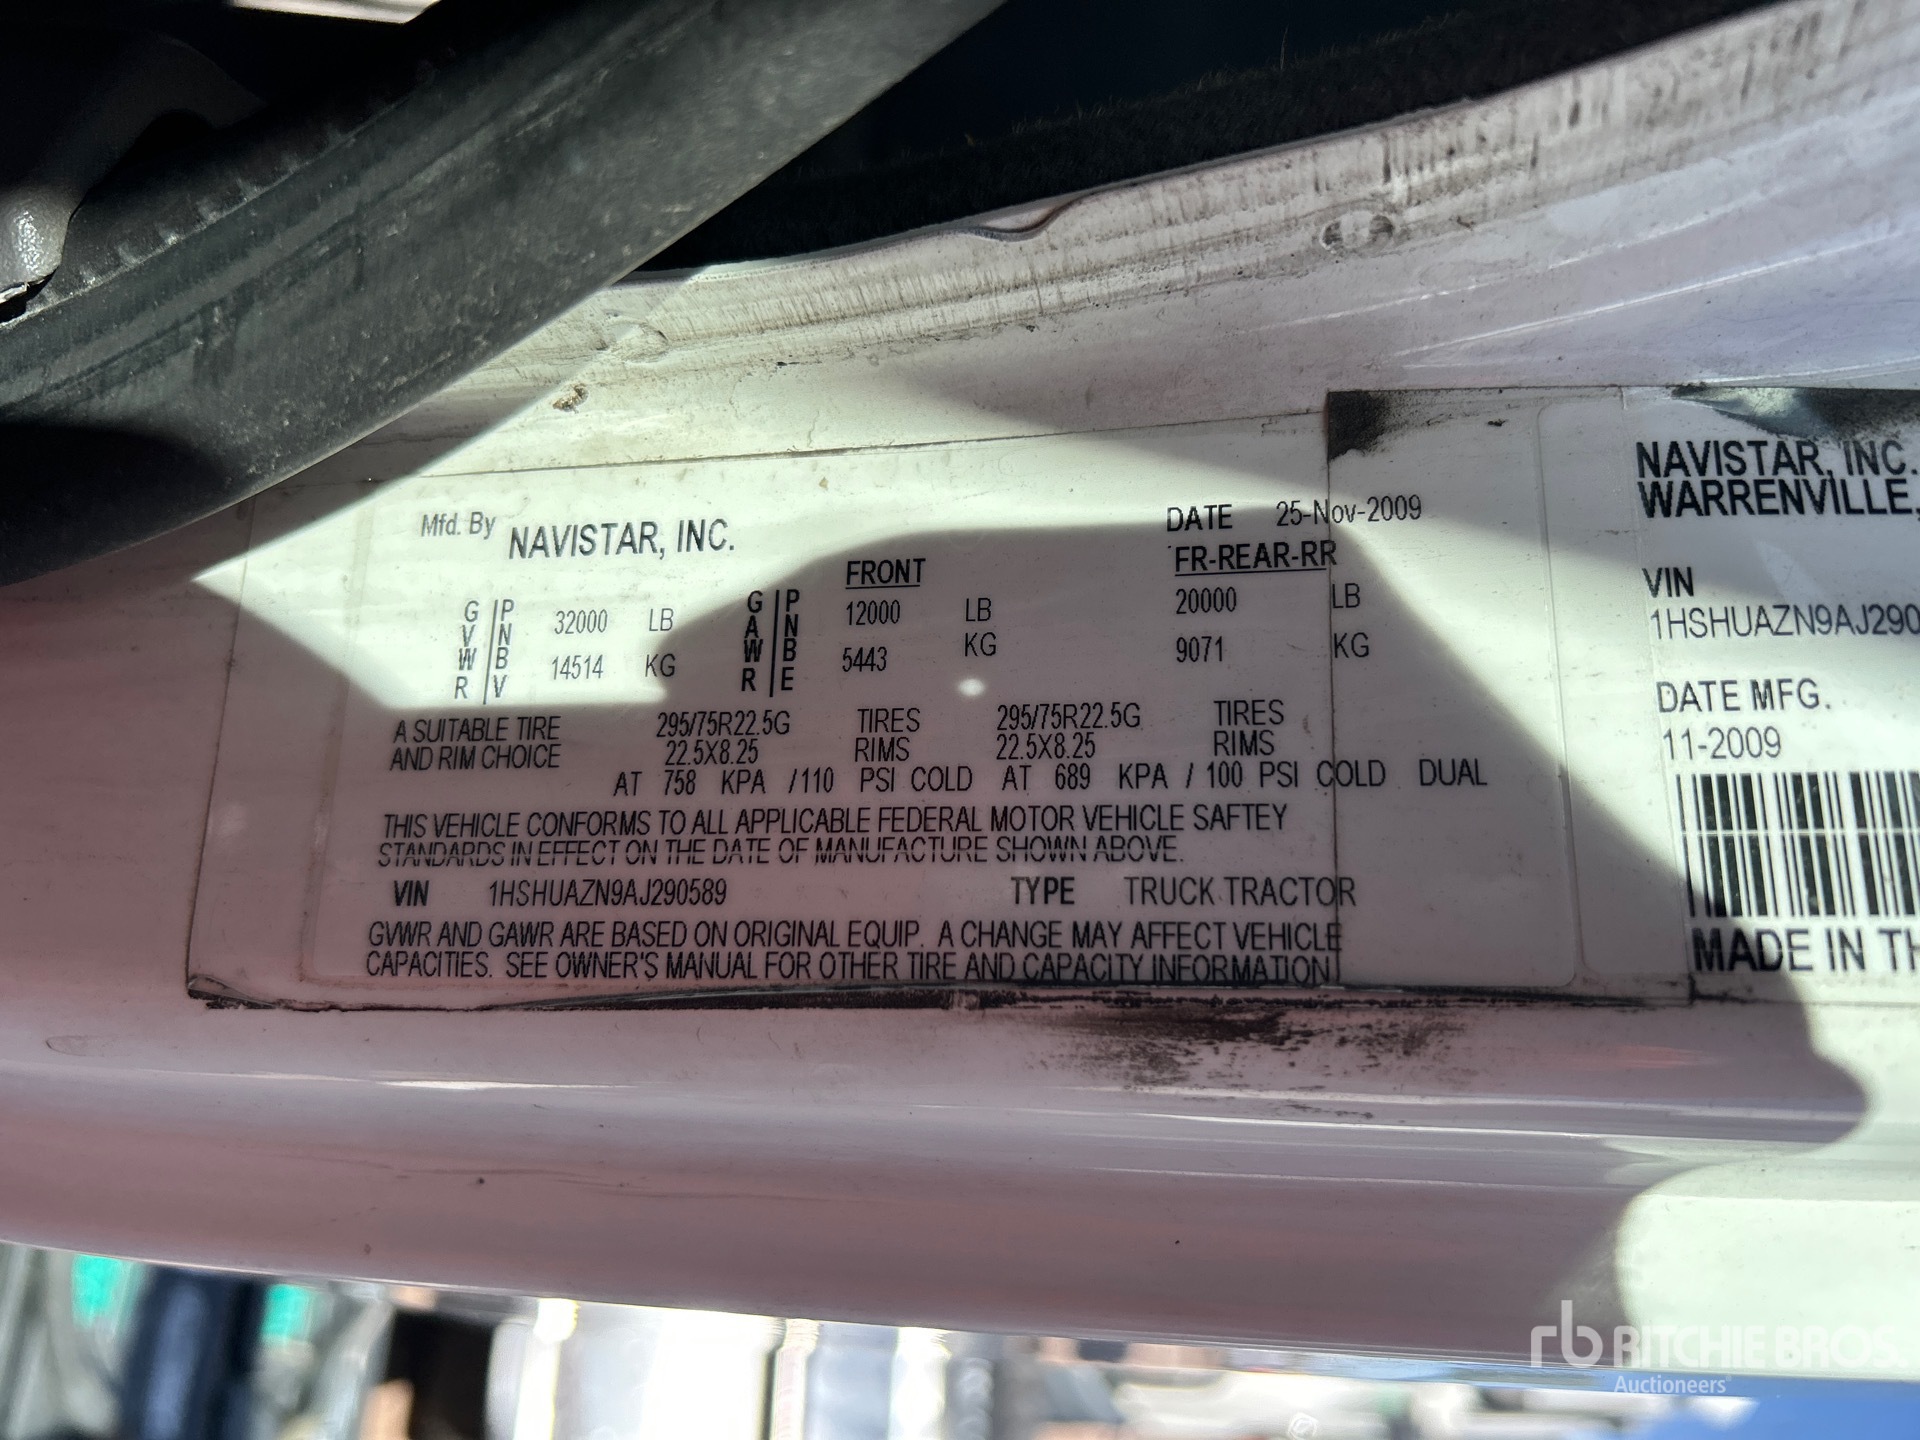 Mfd. By NAVISTAR, INC. DATE 25-Nov-2009
FRONT FR-REAR-RR
GVWR PNBV 32000 LB GAWR PNBE 12000 LB 20000 LB
14514 KG 5443 KG 9071 KG
A SUITABLE TIRE 295/75R22.5G TIRES 295/75R22.5G TIRES
AND RIM CHOICE 22.5X8.25 RIMS 22.5X8.25 RIMS
AT 758 KPA /110 PSI COLD AT 689 KPA / 100 PSI COLD DUAL
THIS VEHICLE CONFORMS TO ALL APPLICABLE FEDERAL MOTOR VEHICLE SAFTEY
STANDARDS IN EFFECT ON THE DATE OF MANUFACTURE SHOWN ABOVE.
VIN 1HSHUAZN9AJ290589 TYPE TRUCK TRACTOR
GVWR AND GAWR ARE BASED ON ORIGINAL EQUIP. A CHANGE MAY AFFECT VEHICLE
CAPACITIES. SEE OWNER'S MANUAL FOR OTHER TIRE AND CAPACITY INFORMATION
NAVISTAR, INC.
WARRENVILLE,
VIN
1HSHUAZN9AJ290
DATE MFG.
11-2009
MADE IN TH
rb RITCHIE BROS.
Auctioneers